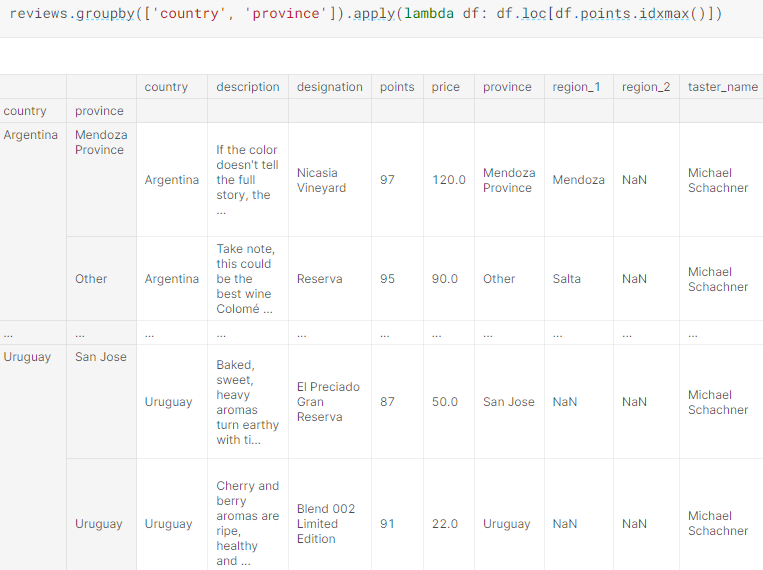 reviews.groupby(['country', 'province']).apply(lambda df: df.loc[df.points.idxmax()])
country description designation points price province region_1 region_2 taster_name
country province
Argentina Mendoza Province Argentina If the color doesn't tell the full story, the ... Nicasia Vineyard 97 120.0 Mendoza Province Mendoza NaN Michael Schachner
Other Argentina Take note, this could be the best wine Colomé ... Reserva 95 90.0 Other Salta NaN Michael Schachner
... ... ... ... ... ... ... ... ... ... ...
Uruguay San Jose Uruguay Baked, sweet, heavy aromas turn earthy with ti... El Preciado Gran Reserva 87 50.0 San Jose NaN NaN Michael Schachner
Uruguay Uruguay Cherry and berry aromas are ripe, healthy and ... Blend 002 Limited Edition 91 22.0 Uruguay NaN NaN Michael Schachner